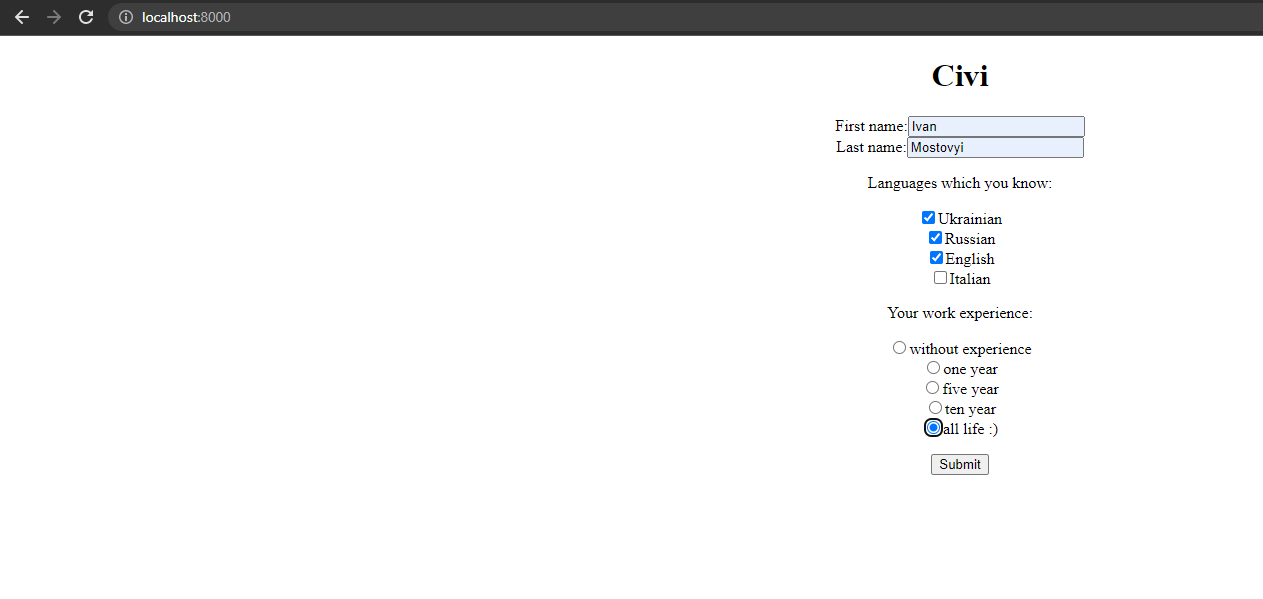 localhost:8000
Civi
First name: Ivan
Last name: Mostovyi
Languages which you know:
Ukrainian
Russian
English
Italian
Your work experience:
without experience
one year
five year
ten year
all life :)
Submit